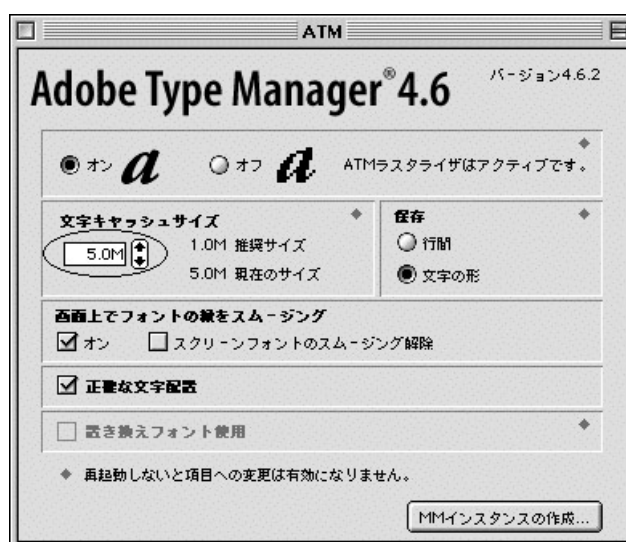 ATM
Adobe Type Manager®4.6 バージョン4.6.2
オン a オフ a ATMラスタライザはアクティブです。
文字キャッシュサイズ ◆ 保存 ◆
5.0M 1.0M 推奨サイズ 行間
5.0M 現在のサイズ 文字の形
画面上でフォントの縁をスムージング
オン スクリーンフォントのスムージング解除
正確な文字配置
置き換えフォント使用 ◆
◆ 再起動しないと項目への変更は有効になりません。
MMインスタンスの作成...